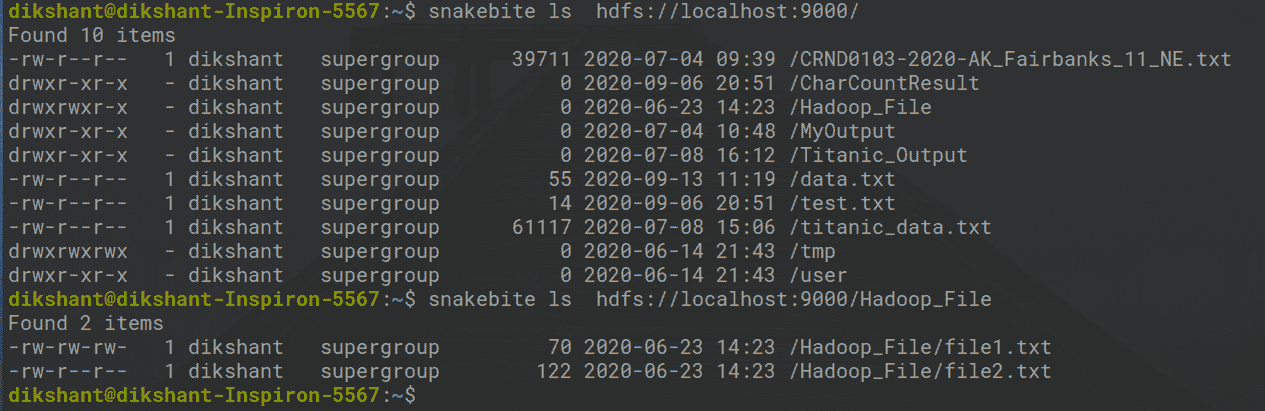 dikshant@dikshant-Inspiron-5567:~$ snakebite ls  hdfs://localhost:9000/
Found 10 items
-rw-r--r--   1 dikshant   supergroup      39711 2020-07-04 09:39 /CRND0103-2020-AK_Fairbanks_11_NE.txt
drwxr-xr-x   - dikshant   supergroup          0 2020-09-06 20:51 /CharCountResult
drwxrwxr-x   - dikshant   supergroup          0 2020-06-23 14:23 /Hadoop_File
drwxr-xr-x   - dikshant   supergroup          0 2020-07-04 10:48 /MyOutput
drwxr-xr-x   - dikshant   supergroup          0 2020-07-08 16:12 /Titanic_Output
-rw-r--r--   1 dikshant   supergroup         55 2020-09-13 11:19 /data.txt
-rw-r--r--   1 dikshant   supergroup         14 2020-09-06 20:51 /test.txt
-rw-r--r--   1 dikshant   supergroup      61117 2020-07-08 15:06 /titanic_data.txt
drwxrwxrwx   - dikshant   supergroup          0 2020-06-14 21:43 /tmp
drwxr-xr-x   - dikshant   supergroup          0 2020-06-14 21:43 /user
dikshant@dikshant-Inspiron-5567:~$ snakebite ls  hdfs://localhost:9000/Hadoop_File
Found 2 items
-rw-rw-rw-   1 dikshant   supergroup         70 2020-06-23 14:23 /Hadoop_File/file1.txt
-rw-r--r--   1 dikshant   supergroup        122 2020-06-23 14:23 /Hadoop_File/file2.txt
dikshant@dikshant-Inspiron-5567:~$